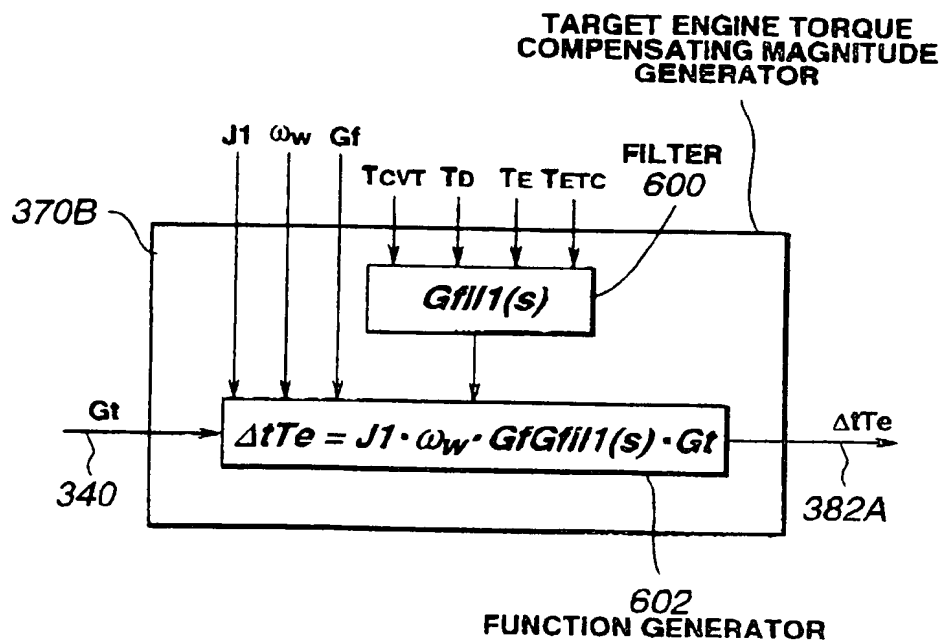 TARGET ENGINE TORQUE
COMPENSATING MAGNITUDE
GENERATOR
J1 ωw Gf
TCVT TD TE TETC
FILTER
600
370B
Gfil1(s)
Gt
ΔtTe = J1·ωw·GfGfil1(s)·Gt
ΔtTe
340
382A
602
FUNCTION GENERATOR